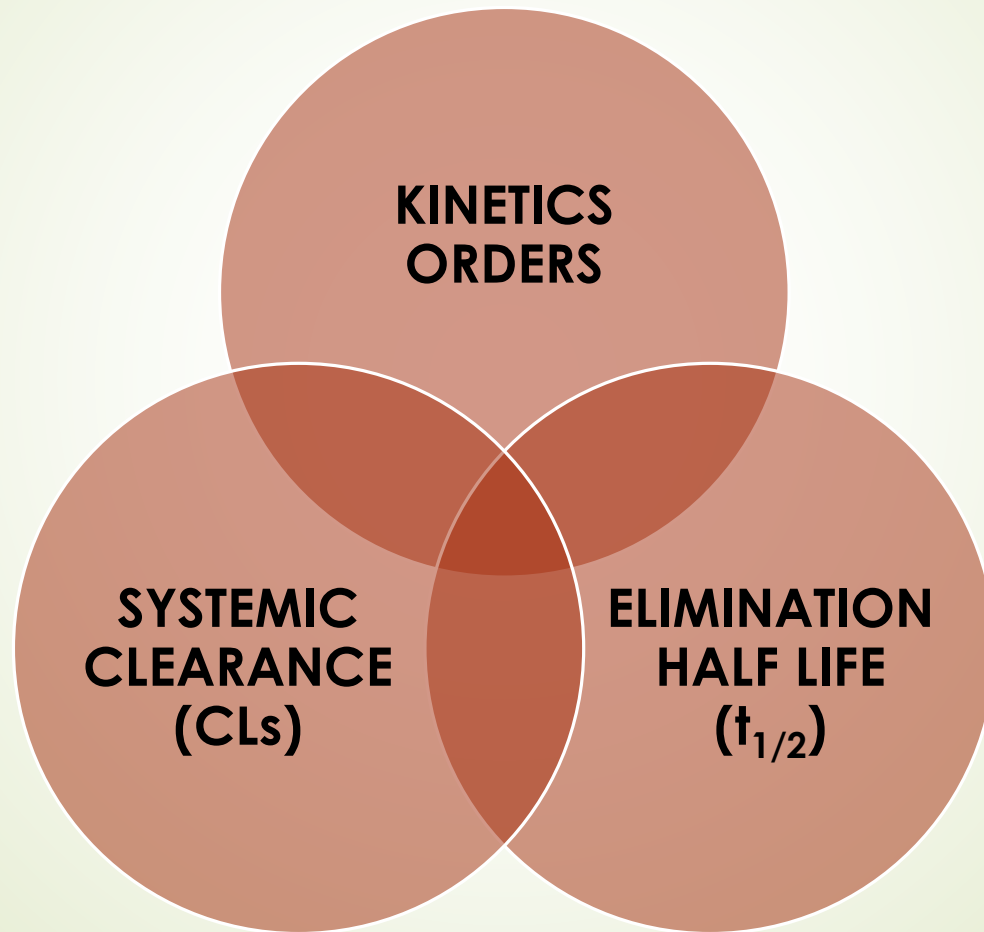 KINETICS
ORDERS
SYSTEMIC
CLEARANCE
(CLs)
ELIMINATION
HALF LIFE
(t1/2)